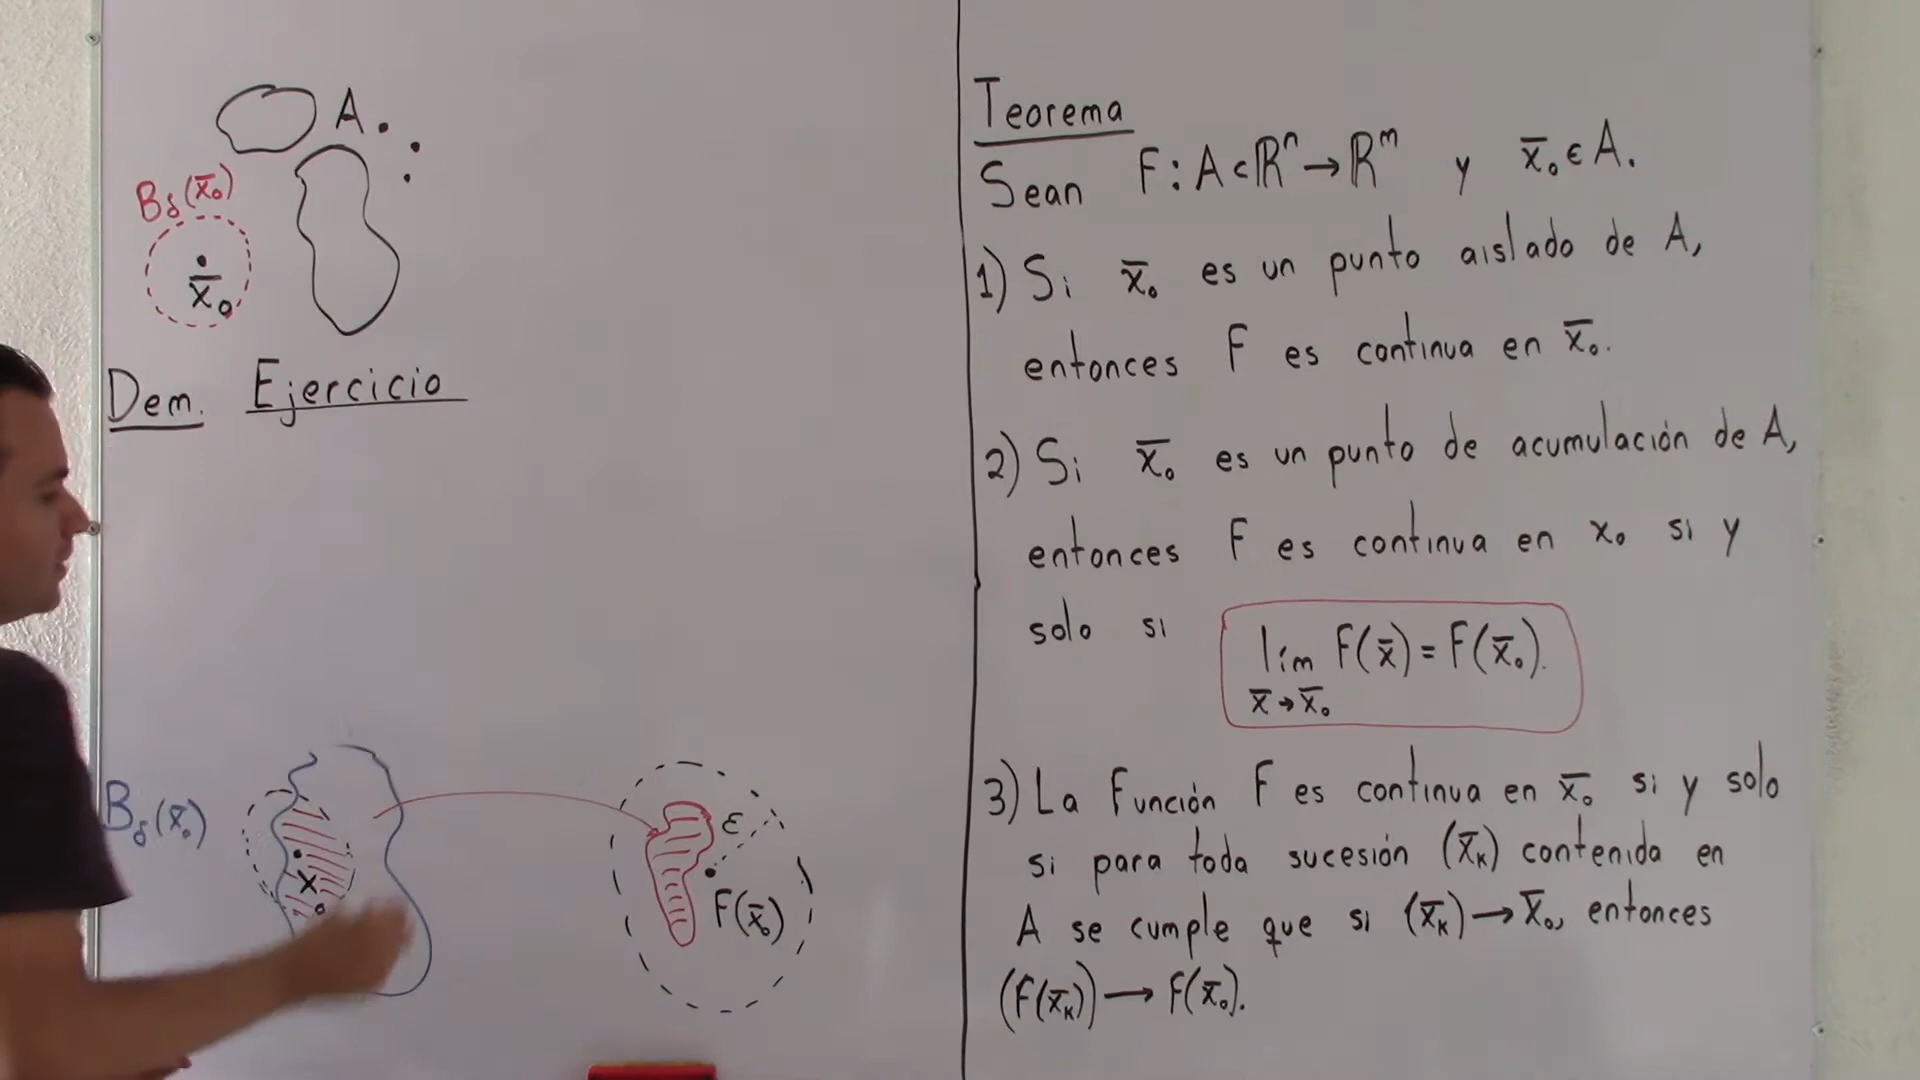 A
B_δ(x̄₀)
x̄₀
Dem. Ejercicio
B_δ(x̄₀)
x₀
ε
F(x̄₀)
Teorema
Sean F: A ⊂ ℝⁿ → ℝᵐ y x̄₀ ∈ A.
1) Si x̄₀ es un punto aislado de A,
entonces F es continua en x̄₀.
2) Si x̄₀ es un punto de acumulación de A,
entonces F es continua en x₀ si y
solo si lím F(x̄) = F(x̄₀).
x̄ → x̄₀
3) La Función F es continua en x̄₀ si y solo
si para toda sucesión (x̄ₖ) contenida en
A se cumple que si (x̄ₖ) → x̄₀, entonces
(F(x̄ₖ)) → F(x̄₀).